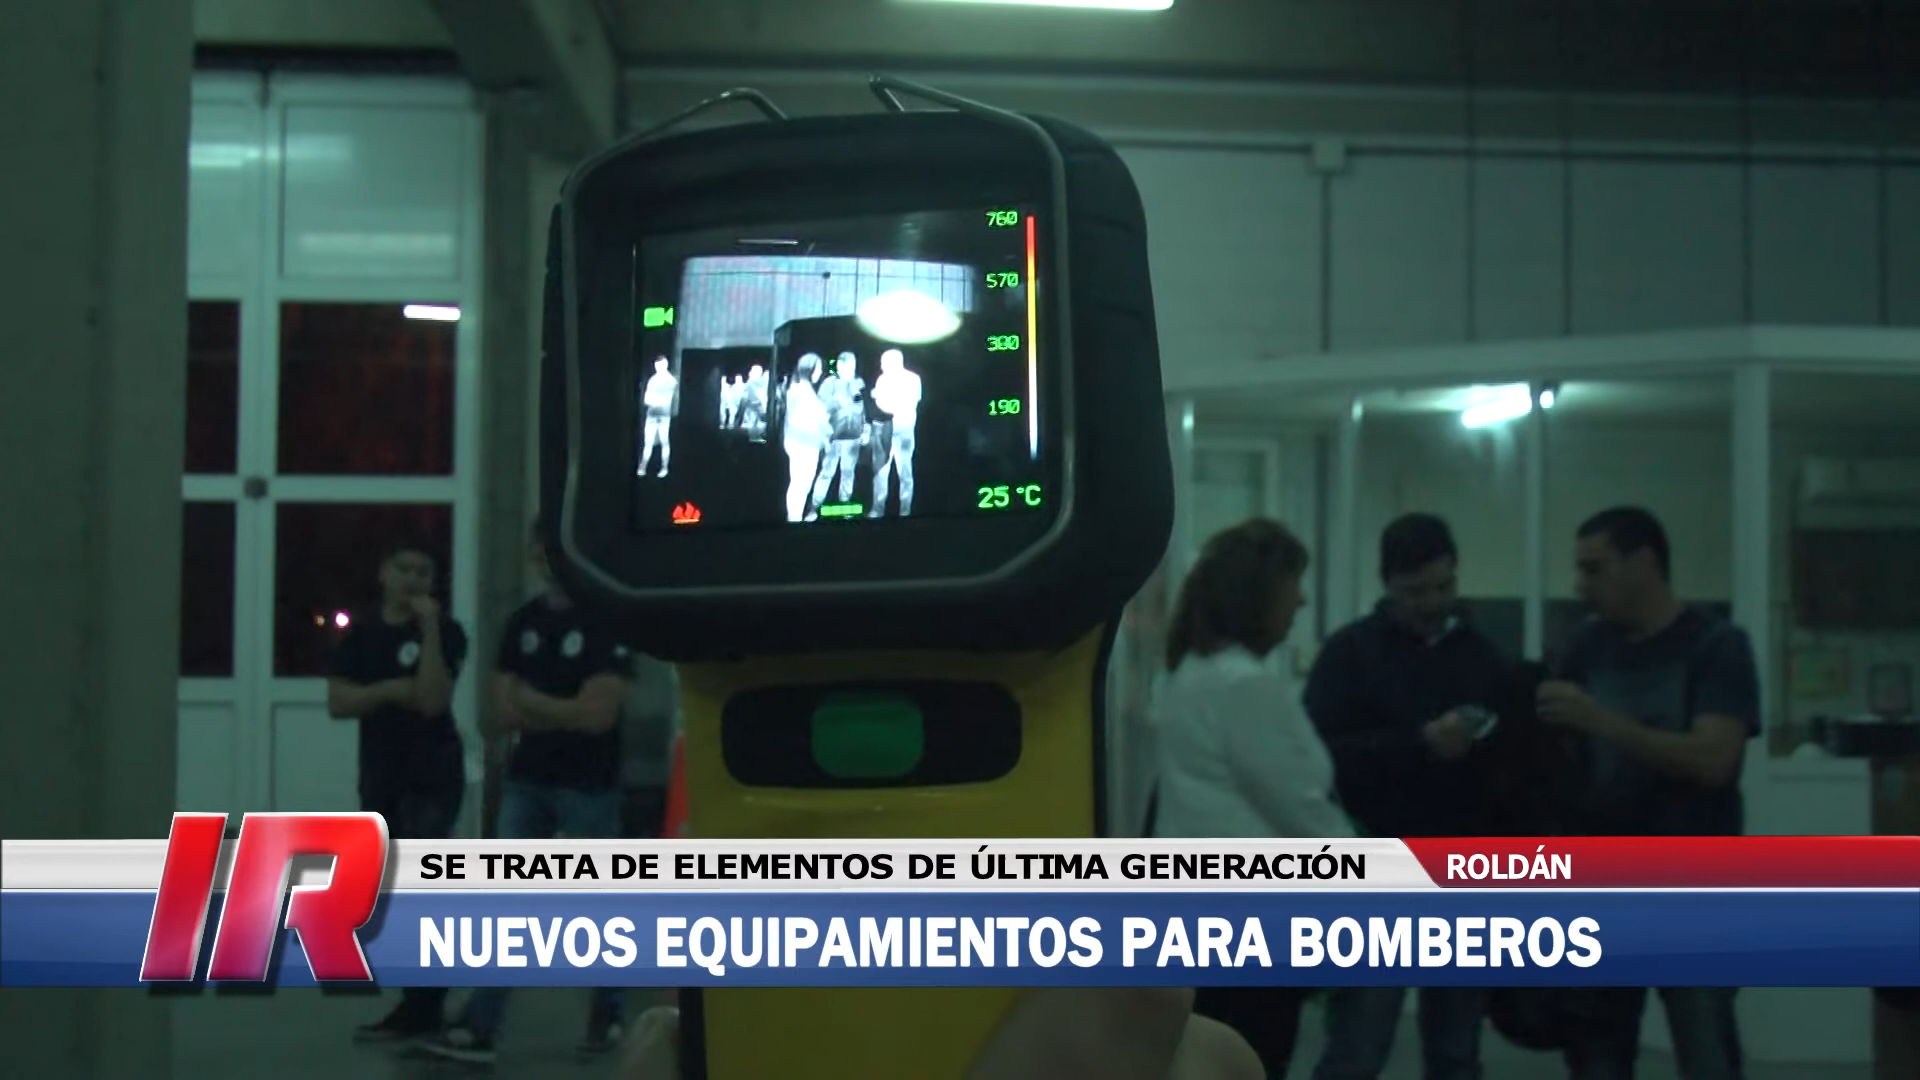 760
570
380
190
25 °C
SE TRATA DE ELEMENTOS DE ÚLTIMA GENERACIÓN
ROLDÁN
IR
NUEVOS EQUIPAMIENTOS PARA BOMBEROS